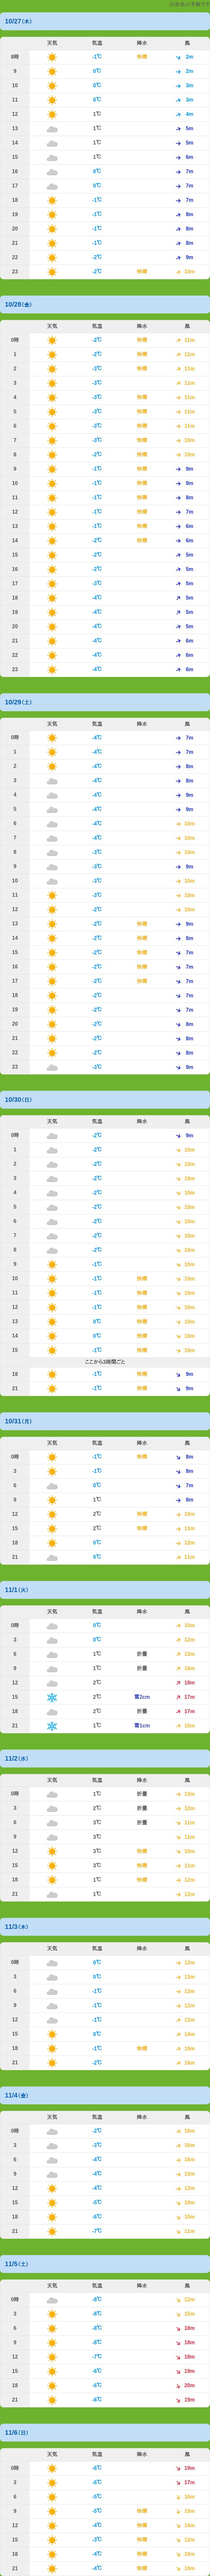 10/27(木)
天気 気温 降水 風
8時 -1℃ 快晴 2m
9 0℃ 2m
10 0℃ 3m
11 0℃ 3m
12 1℃ 4m
13 1℃ 5m
14 1℃ 5m
15 1℃ 6m
16 0℃ 7m
17 0℃ 7m
18 -1℃ 7m
19 -1℃ 8m
20 -1℃ 8m
21 -1℃ 8m
22 -2℃ 9m
23 -2℃ 快晴 10m
10/28(金)
天気 気温 降水 風
0時 -2℃ 快晴 11m
1 -2℃ 快晴 11m
2 -3℃ 快晴 11m
3 -3℃ 11m
4 -3℃ 快晴 11m
5 -3℃ 快晴 11m
6 -3℃ 快晴 11m
7 -3℃ 快晴 10m
8 -2℃ 快晴 10m
9 -1℃ 快晴 9m
10 -1℃ 快晴 9m
11 -1℃ 快晴 8m
12 -1℃ 快晴 7m
13 -1℃ 快晴 6m
14 -2℃ 快晴 6m
15 -2℃ 5m
16 -2℃ 5m
17 -3℃ 5m
18 -4℃ 5m
19 -4℃ 5m
20 -4℃ 5m
21 -4℃ 6m
22 -4℃ 6m
23 -4℃ 6m
10/29(土)
天気 気温 降水 風
0時 -4℃ 7m
1 -4℃ 7m
2 -4℃ 8m
3 -4℃ 8m
4 -4℃ 9m
5 -4℃ 9m
6 -4℃ 10m
7 -4℃ 10m
8 -3℃ 10m
9 -3℃ 9m
10 -3℃ 10m
11 -3℃ 10m
12 -2℃ 10m
13 -2℃ 快晴 9m
14 -2℃ 快晴 8m
15 -2℃ 快晴 7m
16 -2℃ 快晴 7m
17 -2℃ 快晴 7m
18 -2℃ 7m
19 -2℃ 7m
20 -2℃ 8m
21 -2℃ 8m
22 -2℃ 8m
23 -3℃ 9m
10/30(日)
天気 気温 降水 風
0時 -2℃ 9m
1 -2℃ 10m
2 -2℃ 10m
3 -2℃ 10m
4 -2℃ 10m
5 -2℃ 10m
6 -2℃ 10m
7 -2℃ 10m
8 -2℃ 10m
9 -1℃ 10m
10 -1℃ 快晴 10m
11 -1℃ 快晴 10m
12 -1℃ 快晴 10m
13 0℃ 快晴 10m
14 0℃ 快晴 10m
15 -1℃ 快晴 10m
ここから3時間ごと
18 -1℃ 快晴 9m
21 -1℃ 快晴 9m
10/31(月)
天気 気温 降水 風
0時 -1℃ 快晴 8m
3 -1℃ 8m
6 0℃ 7m
9 1℃ 8m
12 2℃ 快晴 10m
15 2℃ 快晴 11m
18 0℃ 12m
21 0℃ 11m
11/1(火)
天気 気温 降水 風
0時 0℃ 10m
3 0℃ 12m
6 1℃ 折畳 13m
9 1℃ 折畳 16m
12 2℃ 18m
15 2℃ 雪2cm 17m
18 2℃ 折畳 17m
21 1℃ 雪1cm 15m
11/2(水)
天気 気温 降水 風
0時 1℃ 折畳 13m
3 2℃ 折畳 12m
6 3℃ 折畳 11m
9 3℃ 11m
12 3℃ 快晴 10m
15 3℃ 快晴 11m
18 1℃ 快晴 12m
21 1℃ 12m
11/3(木)
天気 気温 降水 風
0時 0℃ 12m
3 0℃ 13m
6 -1℃ 13m
9 -1℃ 12m
12 -1℃ 12m
15 0℃ 14m
18 -1℃ 快晴 16m
21 -2℃ 16m
11/4(金)
天気 気温 降水 風
0時 -2℃ 16m
3 -3℃ 16m
6 -4℃ 16m
9 -4℃ 13m
12 -4℃ 12m
15 -5℃ 10m
18 -6℃ 10m
21 -7℃ 11m
11/5(土)
天気 気温 降水 風
0時 -8℃ 12m
3 -8℃ 15m
6 -8℃ 18m
9 -8℃ 18m
12 -7℃ 18m
15 -6℃ 19m
18 -6℃ 20m
21 -6℃ 19m
11/6(日)
天気 気温 降水 風
0時 -6℃ 19m
3 -6℃ 17m
6 -5℃ 16m
9 -5℃ 快晴 15m
12 -4℃ 快晴 14m
15 -3℃ 快晴 12m
18 -4℃ 快晴 10m
21 -4℃ 快晴 10m